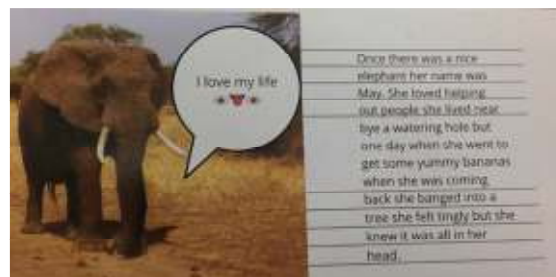 I love my life
Once there was a nice
elephant her name was
May. She loved helping
out people she lived near
bye a watering hole but
one day when she went to
get some yummy bananas
when she was coming
back she banged into a
tree she felt tingly but she
knew it was all in her
head.